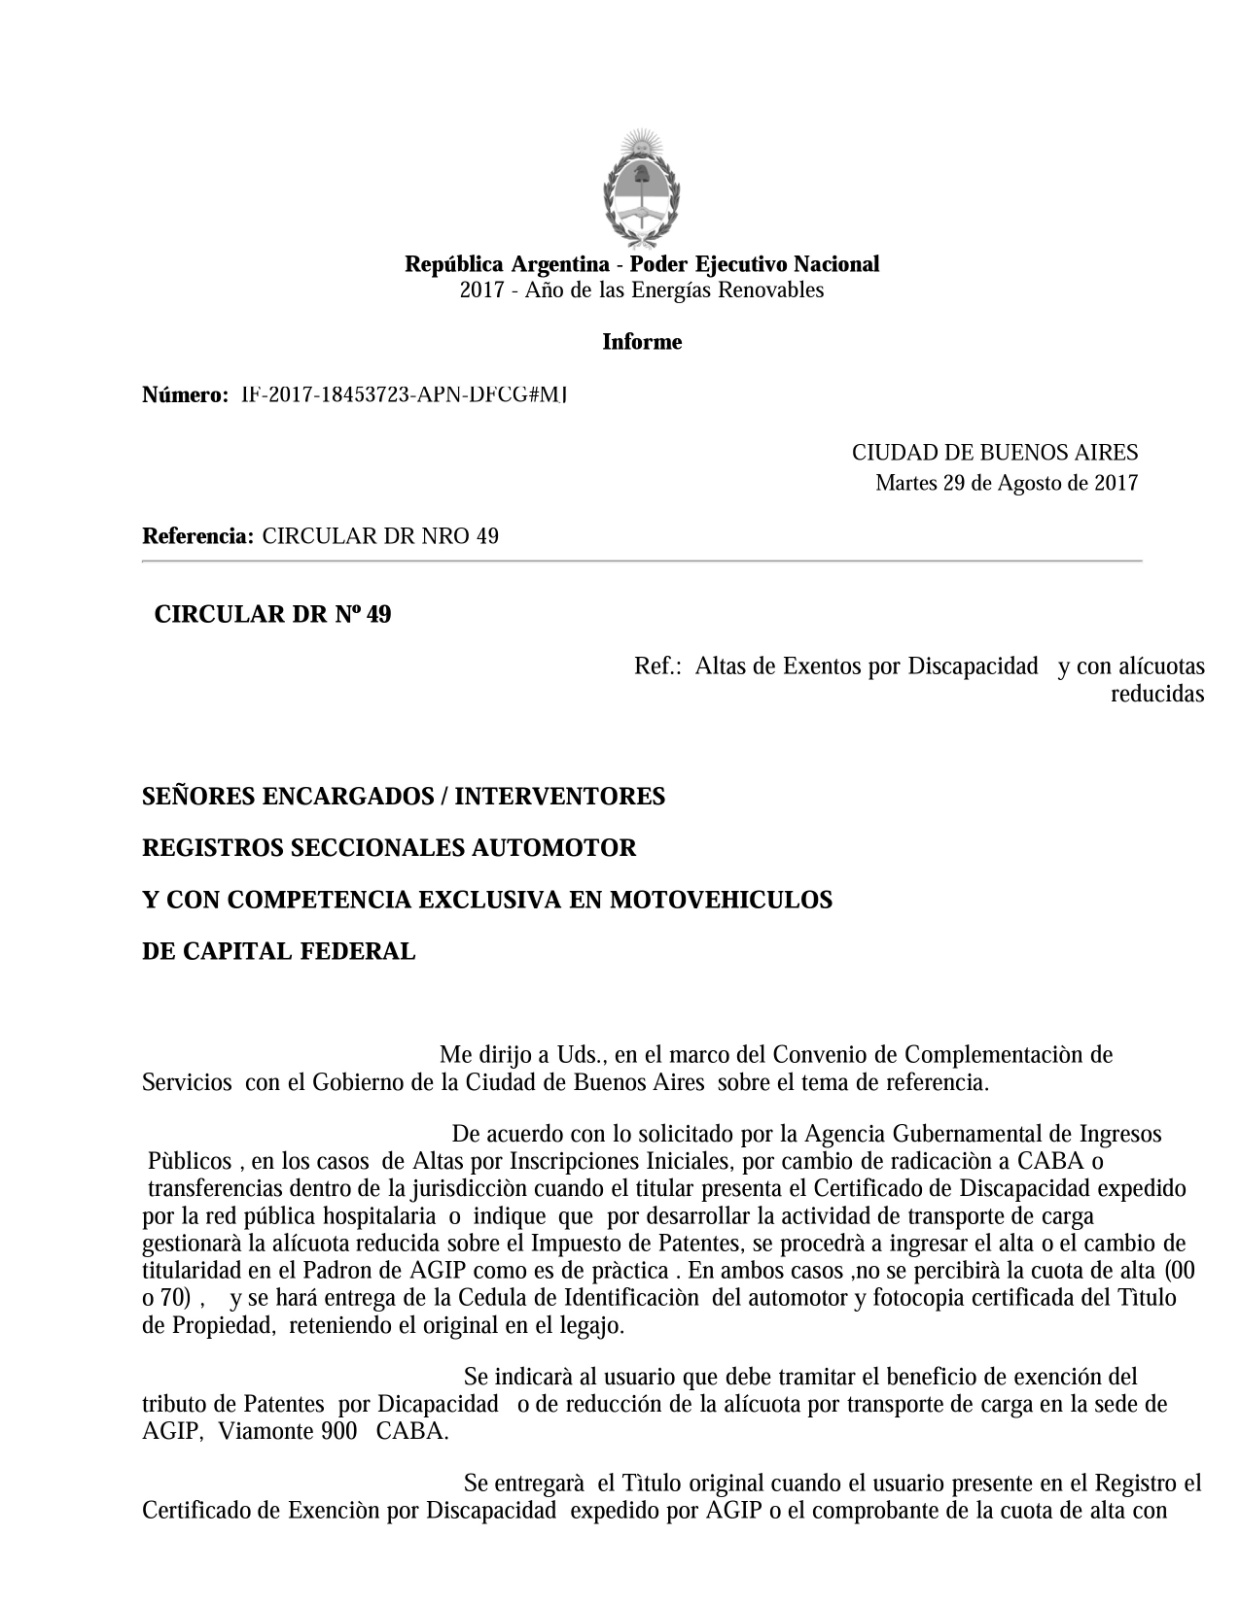 República Argentina - Poder Ejecutivo Nacional
2017 - Año de las Energías Renovables
Informe
Número: IF-2017-18453723-APN-DFCG#MJ
CIUDAD DE BUENOS AIRES
Martes 29 de Agosto de 2017
Referencia: CIRCULAR DR NRO 49
CIRCULAR DR Nº 49
Ref.: Altas de Exentos por Discapacidad y con alícuotas
reducidas
SEÑORES ENCARGADOS / INTERVENTORES
REGISTROS SECCIONALES AUTOMOTOR
Y CON COMPETENCIA EXCLUSIVA EN MOTOVEHICULOS
DE CAPITAL FEDERAL
Me dirijo a Uds., en el marco del Convenio de Complementaciòn de
Servicios con el Gobierno de la Ciudad de Buenos Aires sobre el tema de referencia.
De acuerdo con lo solicitado por la Agencia Gubernamental de Ingresos
Pùblicos , en los casos de Altas por Inscripciones Iniciales, por cambio de radicaciòn a CABA o
transferencias dentro de la jurisdicciòn cuando el titular presenta el Certificado de Discapacidad expedido
por la red pública hospitalaria o indique que por desarrollar la actividad de transporte de carga
gestionarà la alícuota reducida sobre el Impuesto de Patentes, se procedrà a ingresar el alta o el cambio de
titularidad en el Padron de AGIP como es de pràctica . En ambos casos ,no se percibirà la cuota de alta (00
o 70) , y se hará entrega de la Cedula de Identificaciòn del automotor y fotocopia certificada del Tìtulo
de Propiedad, reteniendo el original en el legajo.
Se indicarà al usuario que debe tramitar el beneficio de exención del
tributo de Patentes por Dicapacidad o de reducción de la alícuota por transporte de carga en la sede de
AGIP, Viamonte 900 CABA.
Se entregarà el Tìtulo original cuando el usuario presente en el Registro el
Certificado de Exenciòn por Discapacidad expedido por AGIP o el comprobante de la cuota de alta con